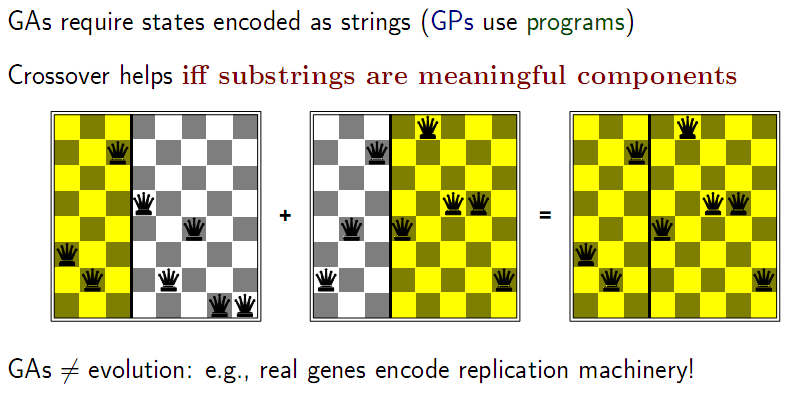 GAs require states encoded as strings (GPs use programs)
Crossover helps iff substrings are meaningful components
+ =
GAs ≠ evolution: e.g., real genes encode replication machinery!